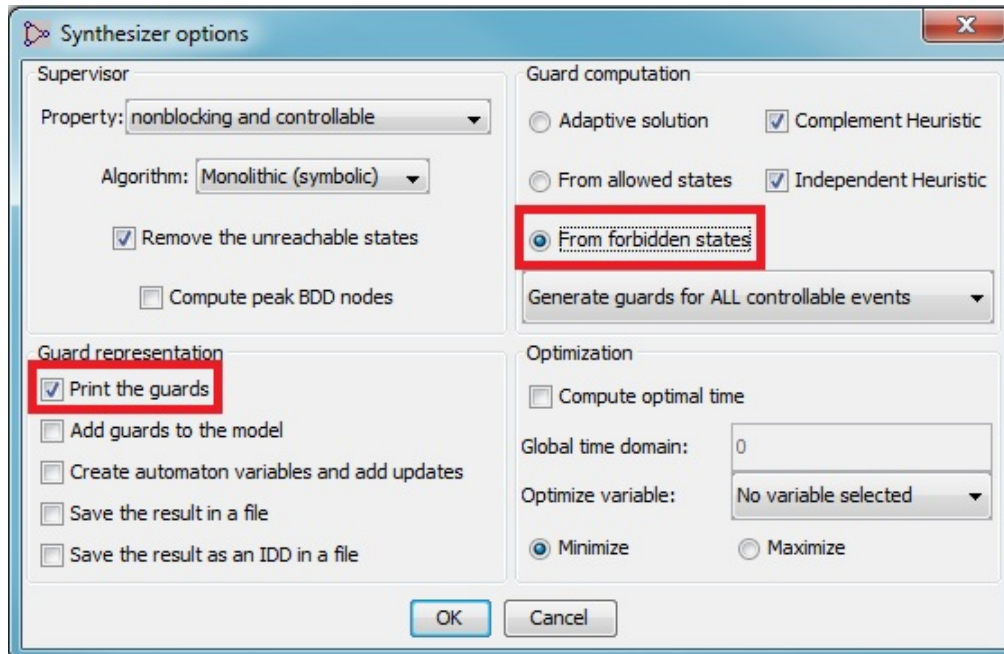 Synthesizer options
X
Supervisor
Property: nonblocking and controllable
Algorithm: Monolithic (symbolic)
Remove the unreachable states
Compute peak BDD nodes
Guard computation
Adaptive solution
Complement Heuristic
From allowed states
Independent Heuristic
From forbidden states
Generate guards for ALL controllable events
Guard representation
Print the guards
Add guards to the model
Create automaton variables and add updates
Save the result in a file
Save the result as an IDD in a file
Optimization
Compute optimal time
Global time domain: 0
Optimize variable: No variable selected
Minimize
Maximize
OK
Cancel